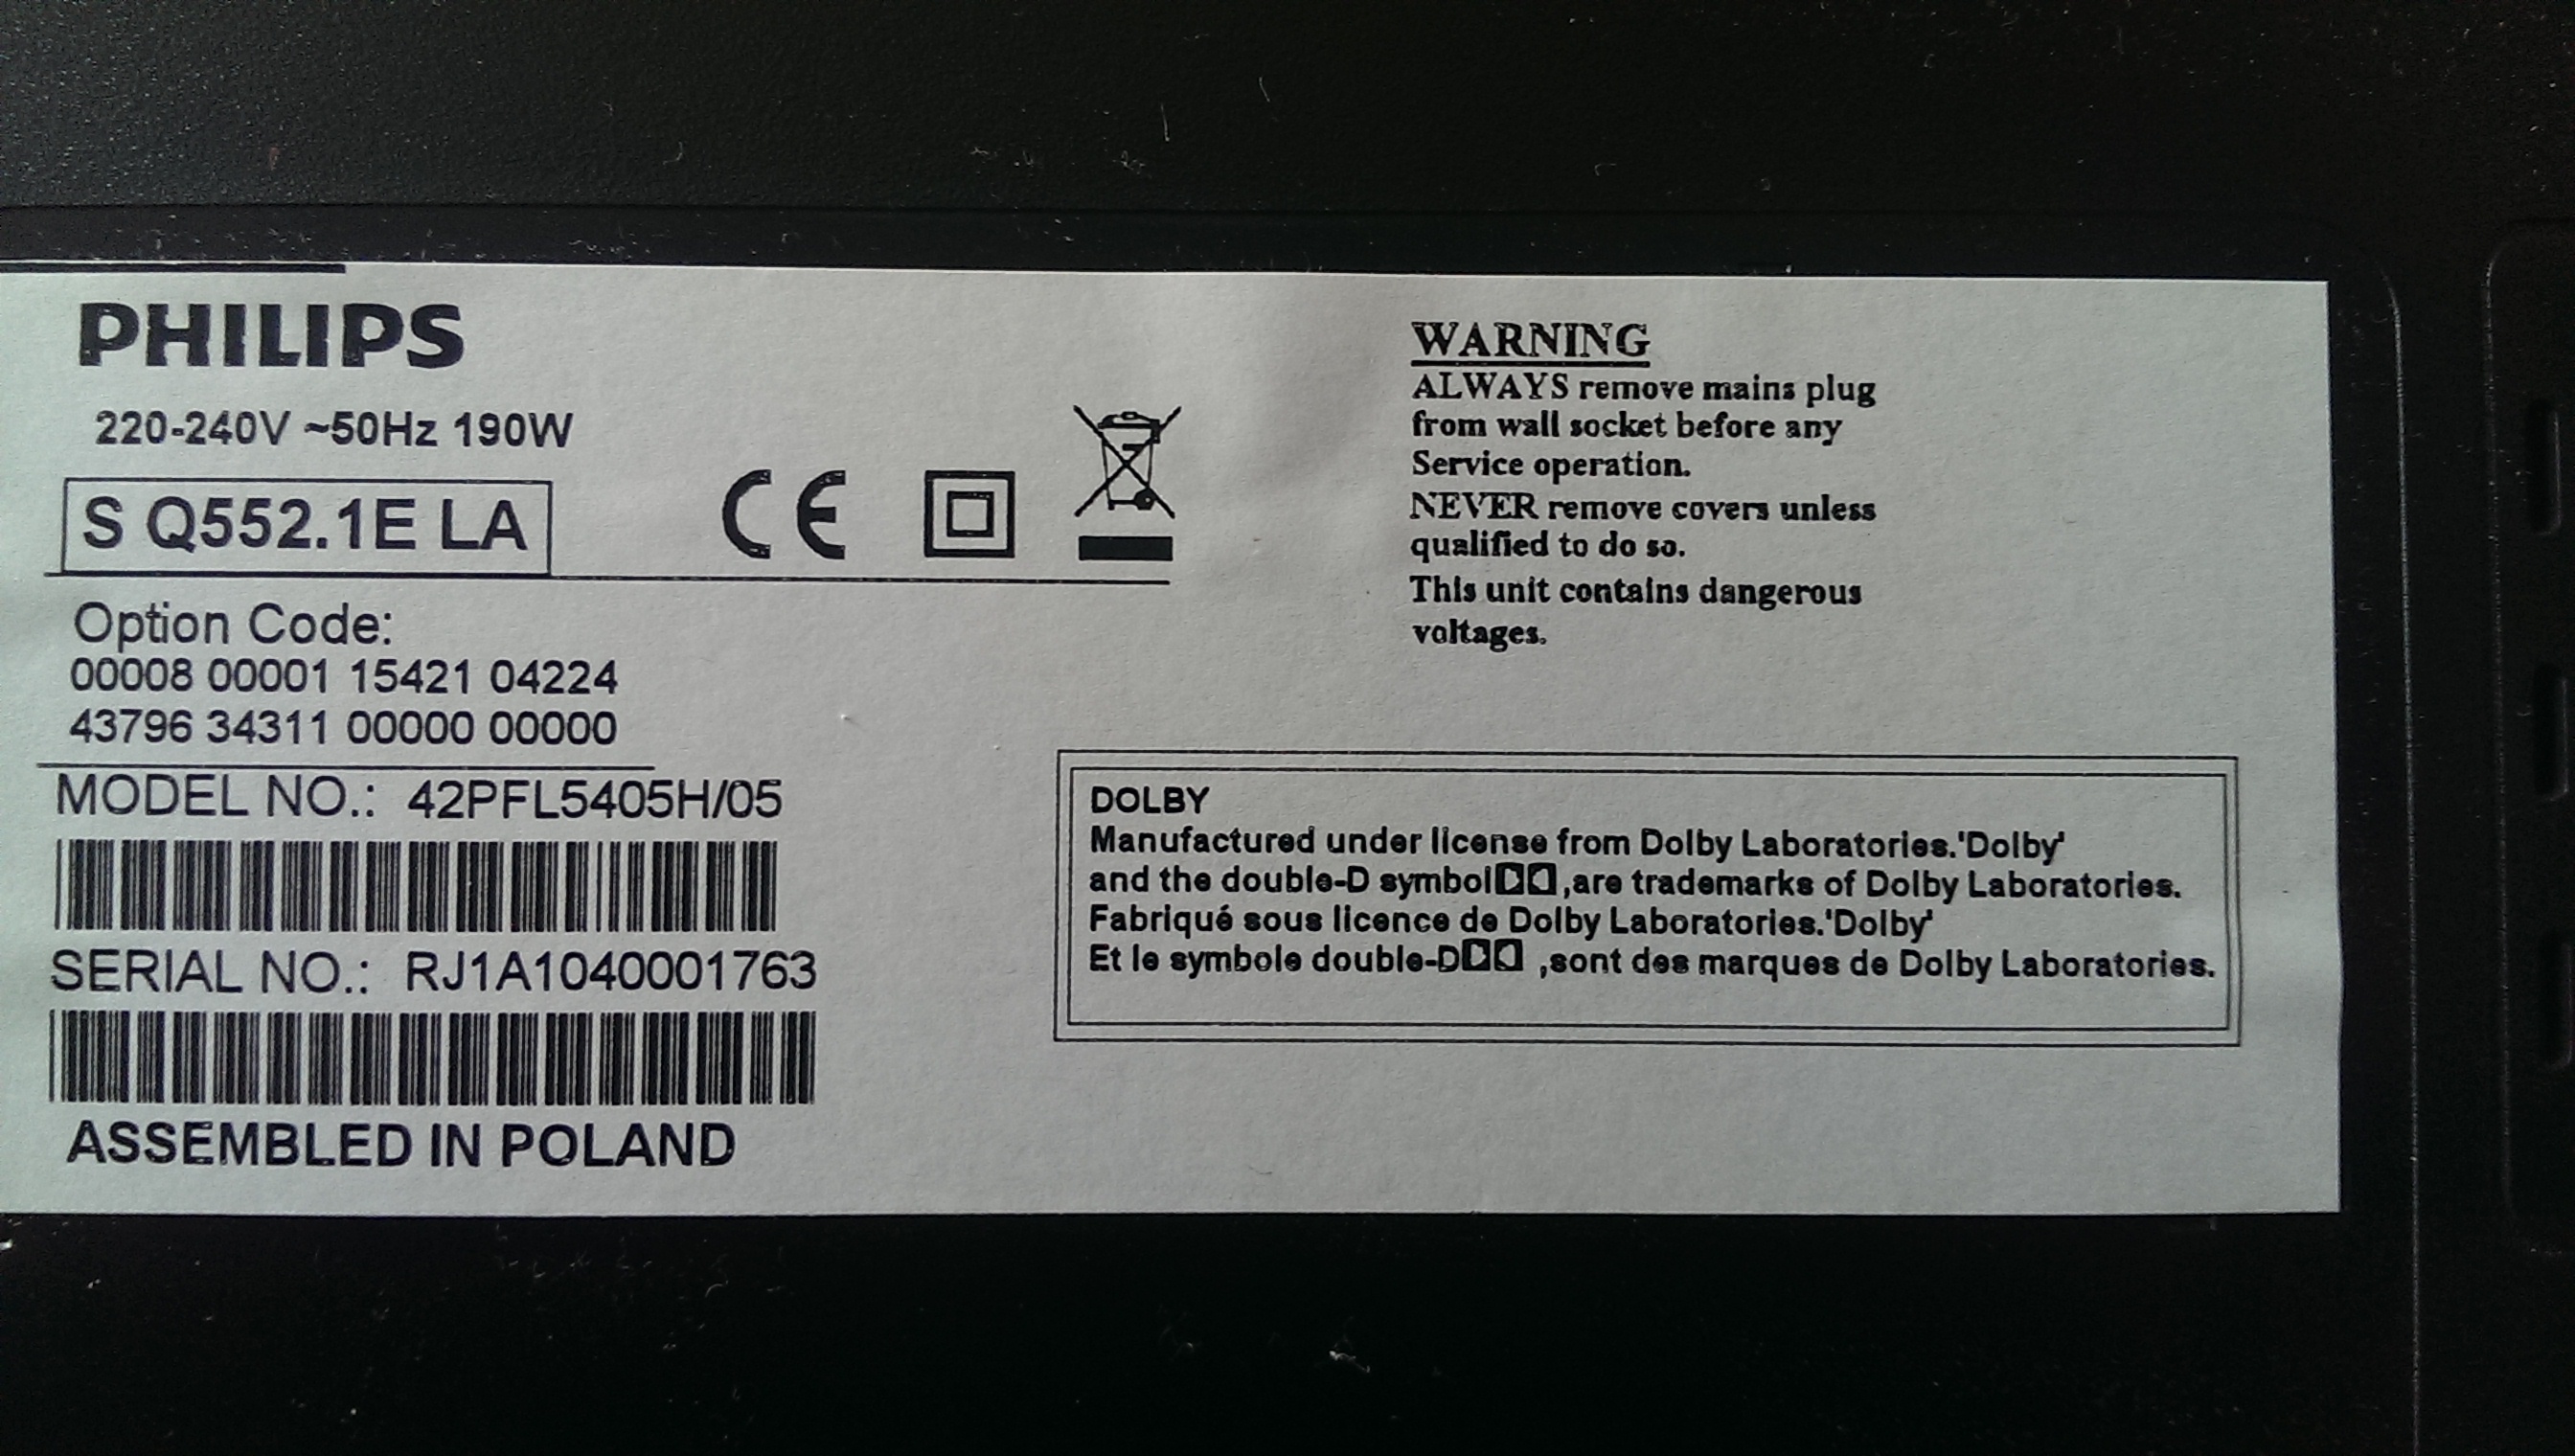 PHILIPS
220-240V ~50Hz 190W
S Q552.1E LA
CE
Option Code:
00008 00001 15421 04224
43796 34311 00000 00000
MODEL NO.: 42PFL5405H/05
SERIAL NO.: RJ1A1040001763
ASSEMBLED IN POLAND
WARNING
ALWAYS remove mains plug
from wall socket before any
Service operation.
NEVER remove covers unless
qualified to do so.
This unit contains dangerous
voltages.
DOLBY
Manufactured under license from Dolby Laboratories.'Dolby'
and the double-D symbol ,are trademarks of Dolby Laboratories.
Fabriqué sous licence de Dolby Laboratories.'Dolby'
Et le symbole double-D ,sont des marques de Dolby Laboratories.